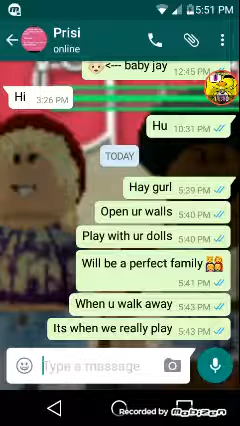 5:51 PM
Prisi
online
<--- baby jay 12:45 PM
Hi 3:26 PM
Hu 10:31 PM
TODAY
Hay gurl 5:39 PM
Open ur walls 5:40 PM
Play with ur dolls 5:40 PM
Will be a perfect family
5:41 PM
When u walk away 5:43 PM
Its when we really play 5:43 PM
Type a message
Recorded by Mobizen